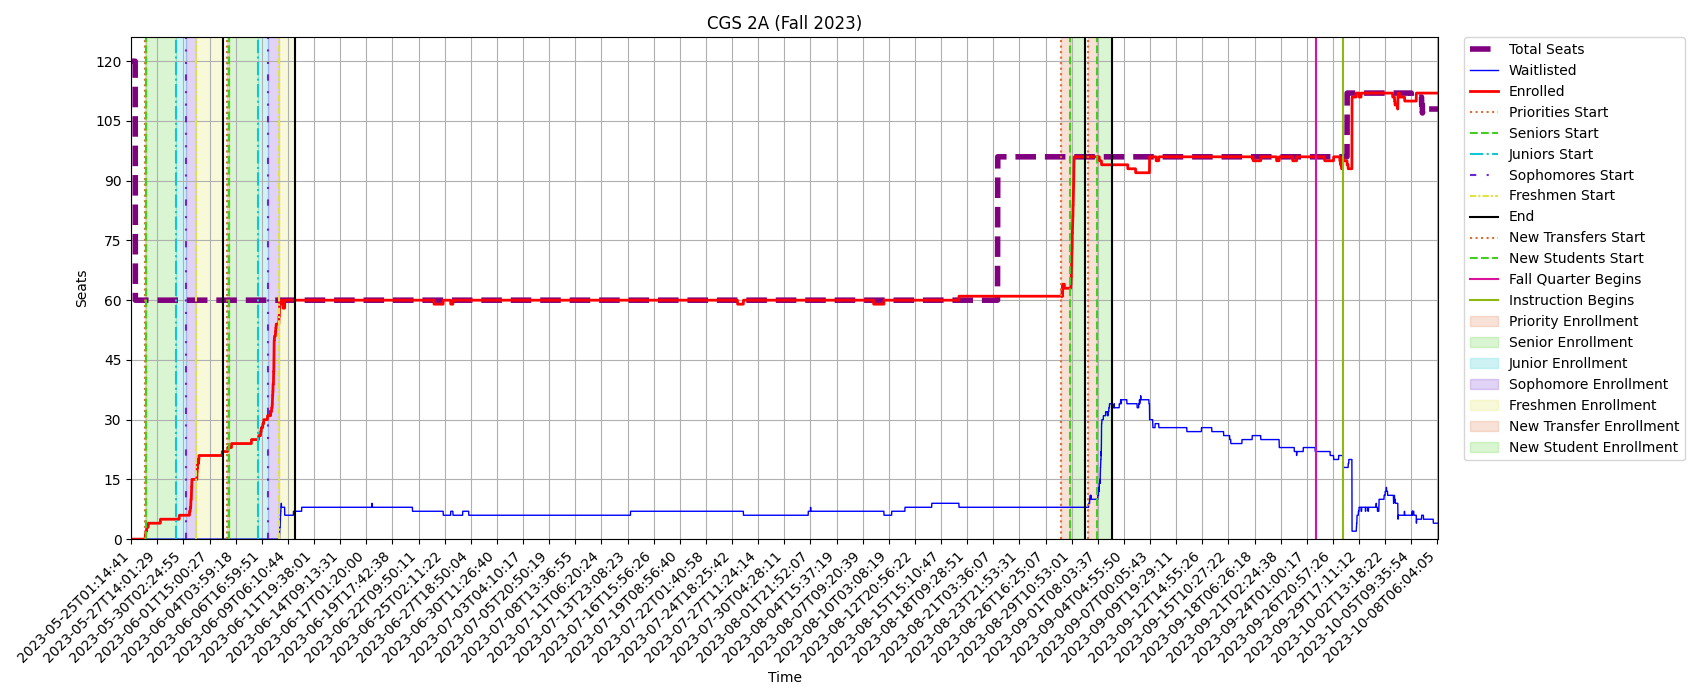 CGS 2A (Fall 2023)
Seats
120
105
90
75
60
45
30
15
0
2023-05-25T01:14:41
2023-05-27T14:01:29
2023-05-30T02:24:55
2023-06-01T15:00:27
2023-06-04T03:59:18
2023-06-06T16:59:51
2023-06-09T06:10:44
2023-06-11T19:38:01
2023-06-14T09:13:31
2023-06-17T01:20:00
2023-06-19T17:42:38
2023-06-22T09:50:11
2023-06-25T02:11:22
2023-06-27T18:50:04
2023-06-30T11:26:40
2023-07-03T04:10:17
2023-07-05T20:50:19
2023-07-08T13:36:55
2023-07-11T06:20:24
2023-07-13T23:08:23
2023-07-16T15:56:26
2023-07-19T08:56:40
2023-07-22T01:40:58
2023-07-24T18:25:42
2023-07-27T11:24:14
2023-07-30T04:28:11
2023-08-01T21:52:07
2023-08-04T15:37:19
2023-08-07T09:20:39
2023-08-10T03:08:19
2023-08-12T20:56:22
2023-08-15T15:10:47
2023-08-18T09:28:51
2023-08-21T03:36:07
2023-08-23T21:53:31
2023-08-26T16:25:07
2023-08-29T10:53:01
2023-09-01T08:03:37
2023-09-04T04:55:50
2023-09-07T00:05:43
2023-09-09T19:29:11
2023-09-12T14:55:26
2023-09-15T10:27:22
2023-09-18T06:26:18
2023-09-21T02:24:38
2023-09-24T01:00:17
2023-09-26T20:57:26
2023-09-29T17:11:12
2023-10-02T13:18:22
2023-10-05T09:35:54
2023-10-08T06:04:05
Time
Total Seats
Waitlisted
Enrolled
Priorities Start
Seniors Start
Juniors Start
Sophomores Start
Freshmen Start
End
New Transfers Start
New Students Start
Fall Quarter Begins
Instruction Begins
Priority Enrollment
Senior Enrollment
Junior Enrollment
Sophomore Enrollment
Freshmen Enrollment
New Transfer Enrollment
New Student Enrollment